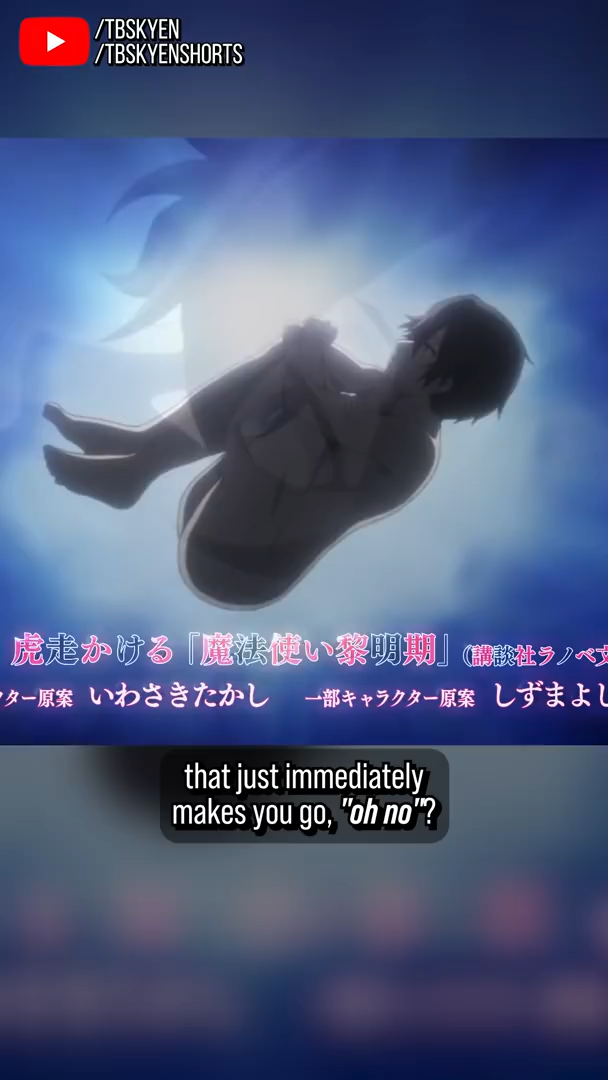 /TBSKYEN
/TBSKYENSHORTS
虎走かける「魔法使い黎明期」(講談社ラノベ文
クター原案 いわさきたかし 一部キャラクター原案 しずまよし
that just immediately
makes you go, "oh no"?